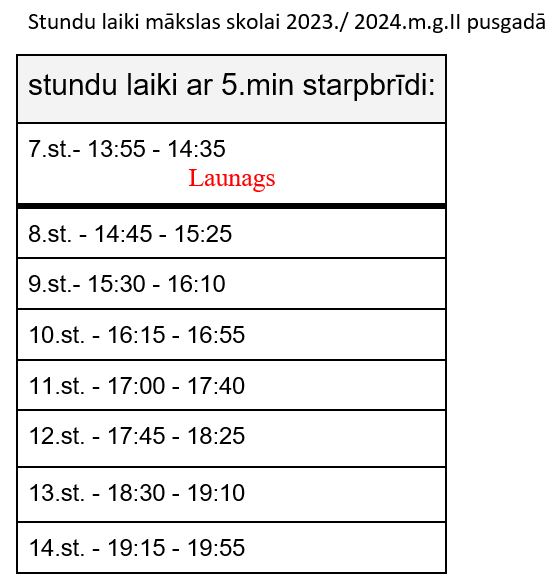 Stundu laiki mākslas skolai 2023./ 2024.m.g.II pusgadā
stundu laiki ar 5.min starpbrīdi:
7.st.- 13:55 - 14:35
Launags
8.st. - 14:45 - 15:25
9.st.- 15:30 - 16:10
10.st. - 16:15 - 16:55
11.st. - 17:00 - 17:40
12.st. - 17:45 - 18:25
13.st. - 18:30 - 19:10
14.st. - 19:15 - 19:55